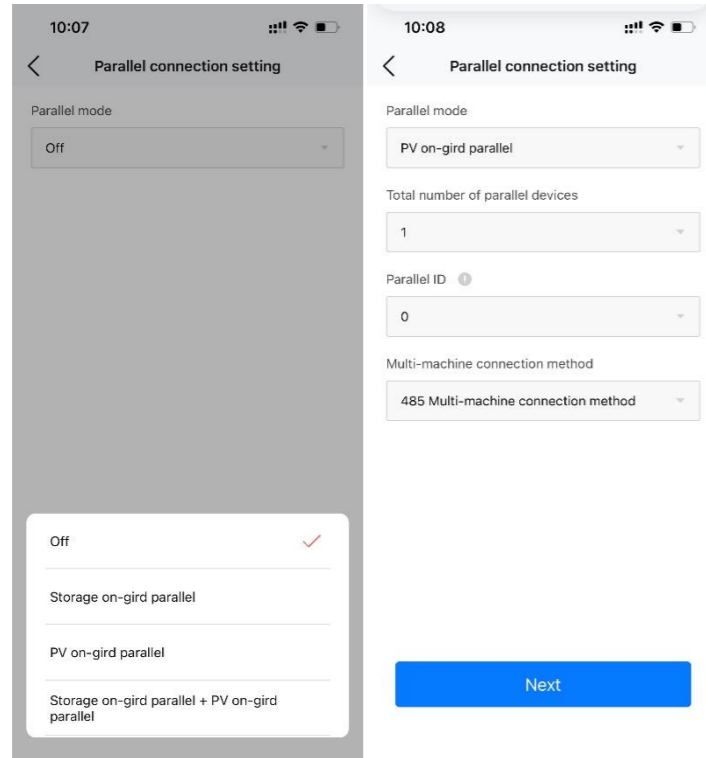 10:07
Parallel connection setting
Parallel mode
Off
Off
Storage on-gird parallel
PV on-gird parallel
Storage on-gird parallel + PV on-gird
parallel
10:08
Parallel connection setting
Parallel mode
PV on-gird parallel
Total number of parallel devices
1
Parallel ID
0
Multi-machine connection method
485 Multi-machine connection method
Next